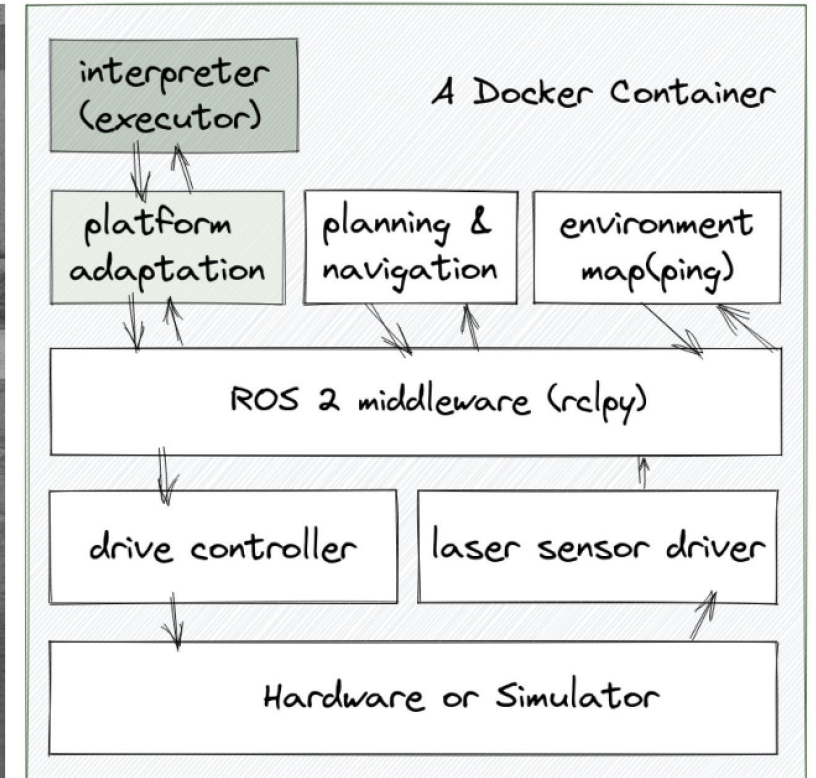 interpreter
(executor)
A Docker Container
platform
adaptation
planning &
navigation
environment
map(ping)
ROS 2 middleware (rclpy)
drive controller
laser sensor driver
Hardware or Simulator